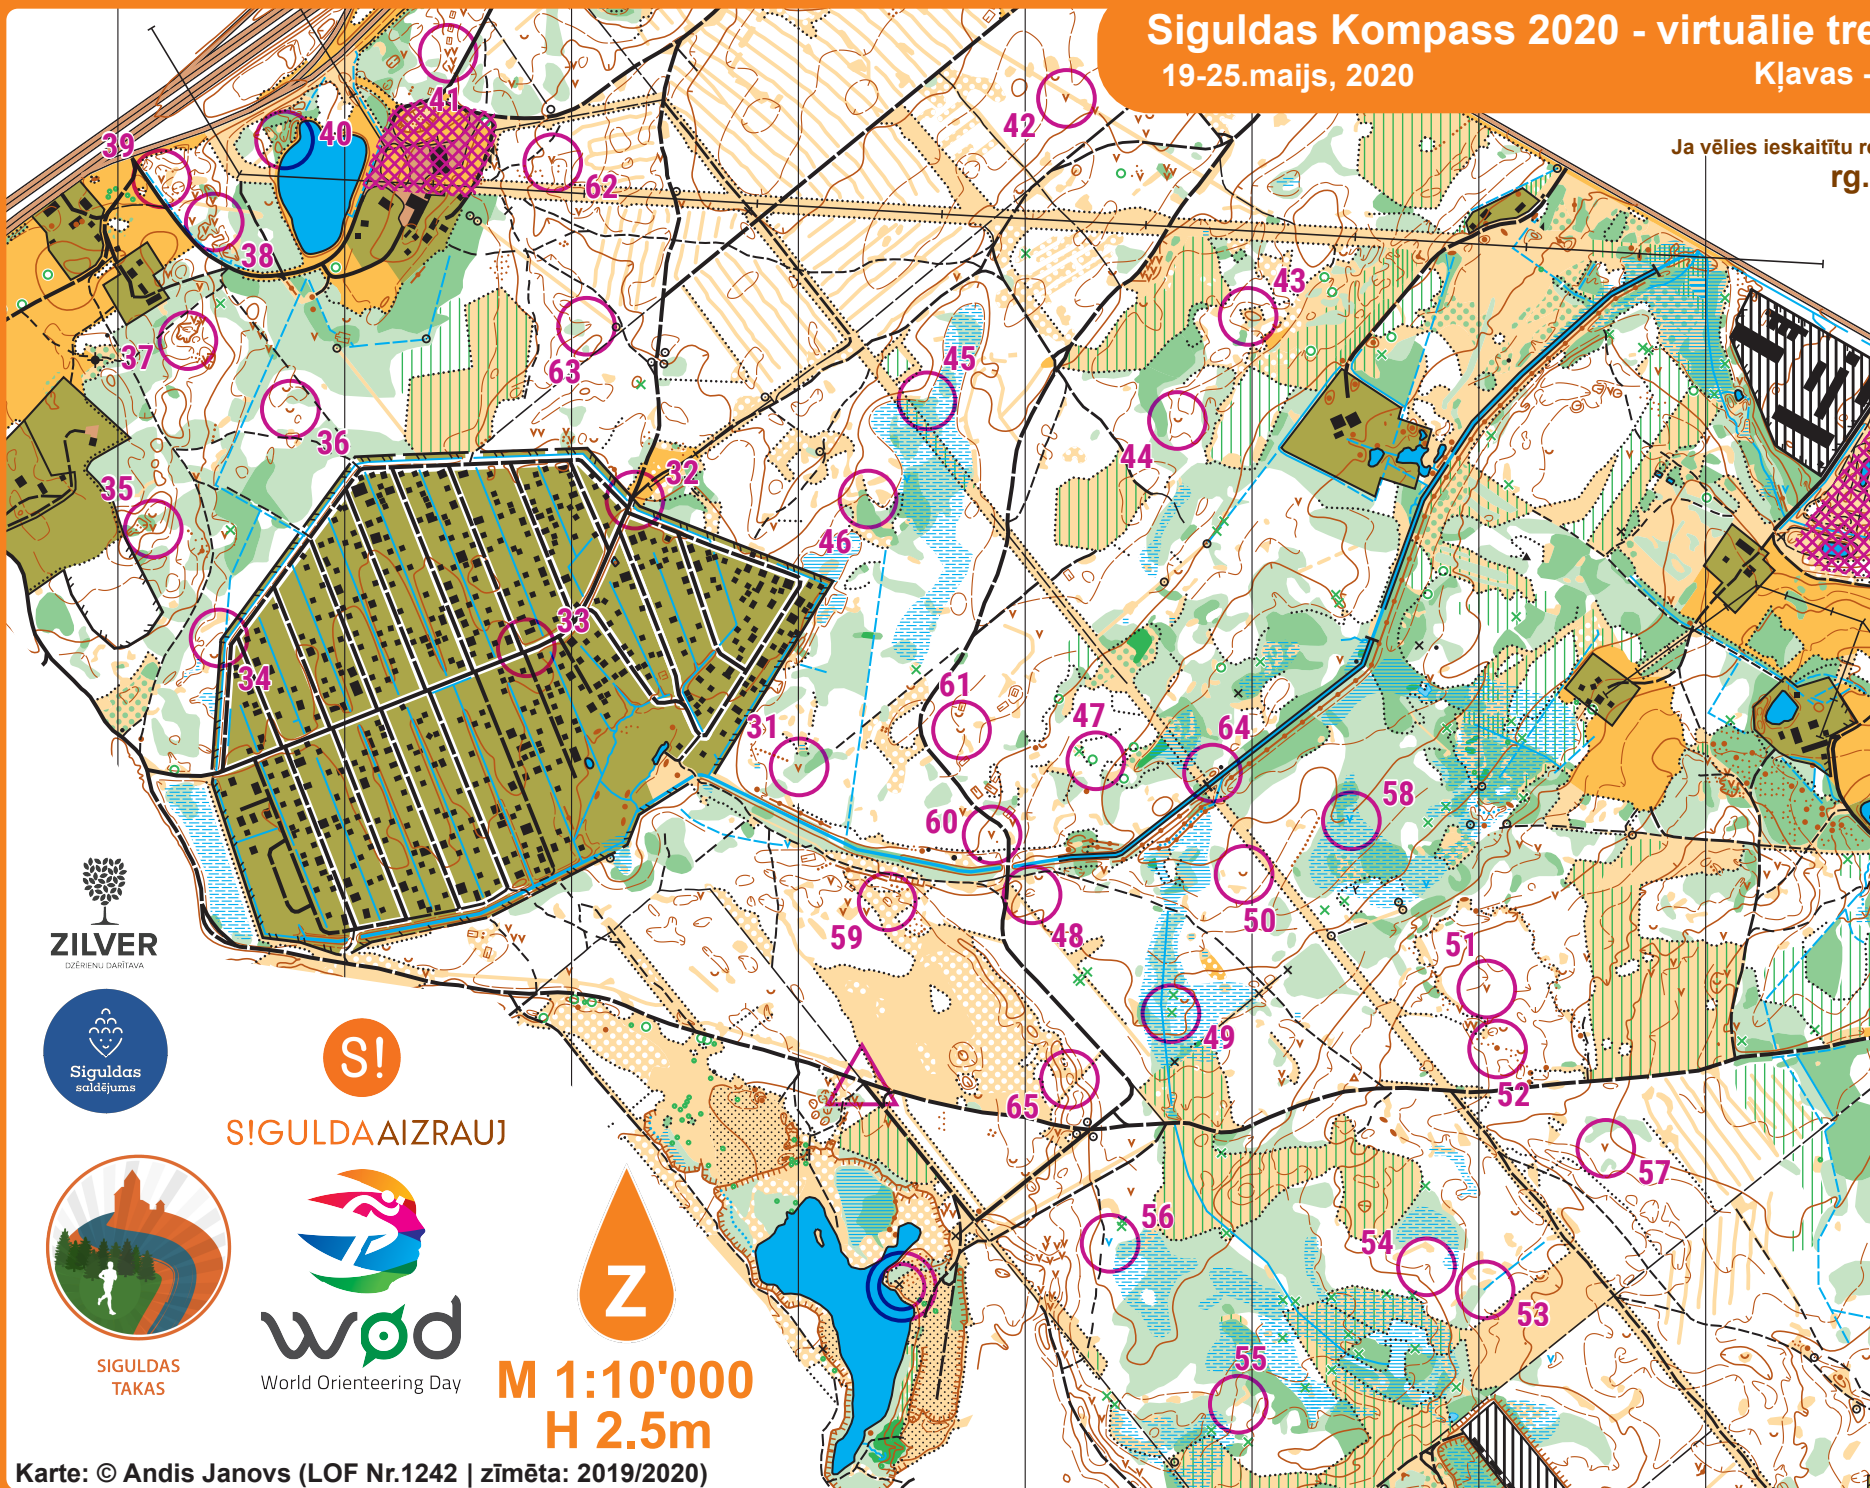 Siguldas Kompass 2020 - virtuālie tre
19-25.maijs, 2020
Kļavas -
Ja vēlies ieskaitītu re
rg.
39
40
41
42
62
38
43
37
63
45
36
44
35
32
46
33
34
61
31
47
64
58
60
59
48
50
51
49
52
65
57
56
54
53
55
ZILVER
DZĒRIENU DARĪTAVA
Siguldas
saldējums
S!
S!GULDAAIZRAUJ
SIGULDAS
TAKAS
wød
World Orienteering Day
Z
M 1:10'000
H 2.5m
Karte: © Andis Janovs (LOF Nr.1242 | zīmēta: 2019/2020)